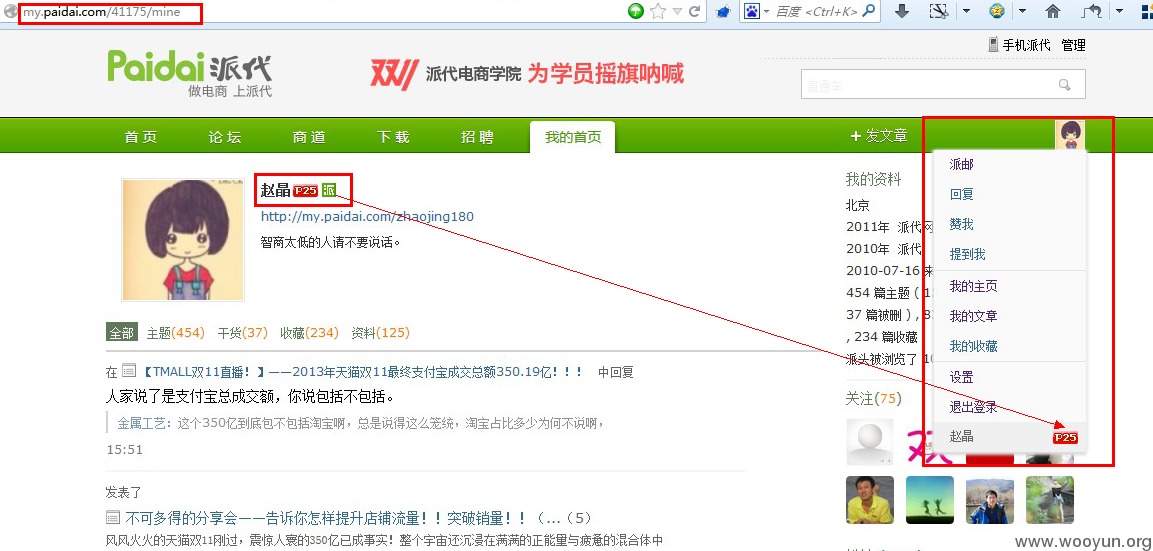 my.paidai.com/41175/mine
百度 <Ctrl+K>
手机派代 管理
Paidai 派代
做电商 上派代
双11 派代电商学院 为学员摇旗呐喊
直通车
首页 论坛 商道 下载 招聘 我的首页 + 发文章
赵晶 P25 派
http://my.paidai.com/zhaojing180
智商太低的人请不要说话。
全部 主题(454) 干货(37) 收藏(234) 资料(125)
在 【TMALL双11直播！】——2013年天猫双11最终支付宝成交总额350.19亿！！！ 中回复
人家说了是支付宝总成交额，你说包括不包括。
金属工艺：这个350亿到底包不包括淘宝啊，总是说得这么笼统，淘宝占比多少为何不说啊，
15:51
发表了
不可多得的分享会——告诉你怎样提升店铺流量！！突破销量！！（...（5）
风风火火的天猫双11刚过，震惊人寰的350亿已成事实！整个宇宙还沉浸在满满的正能量与疲惫的混合体中
我的资料
北京
2011年 派代网
2010年 派代
2010-07-16 来
454 篇主题（1
37 篇被删）, 8
, 234 篇收藏
派头被浏览了 10
关注(75)
派邮
回复
赞我
提到我
我的主页
我的文章
我的收藏
设置
退出登录
赵晶 P25
www.wooyun.org